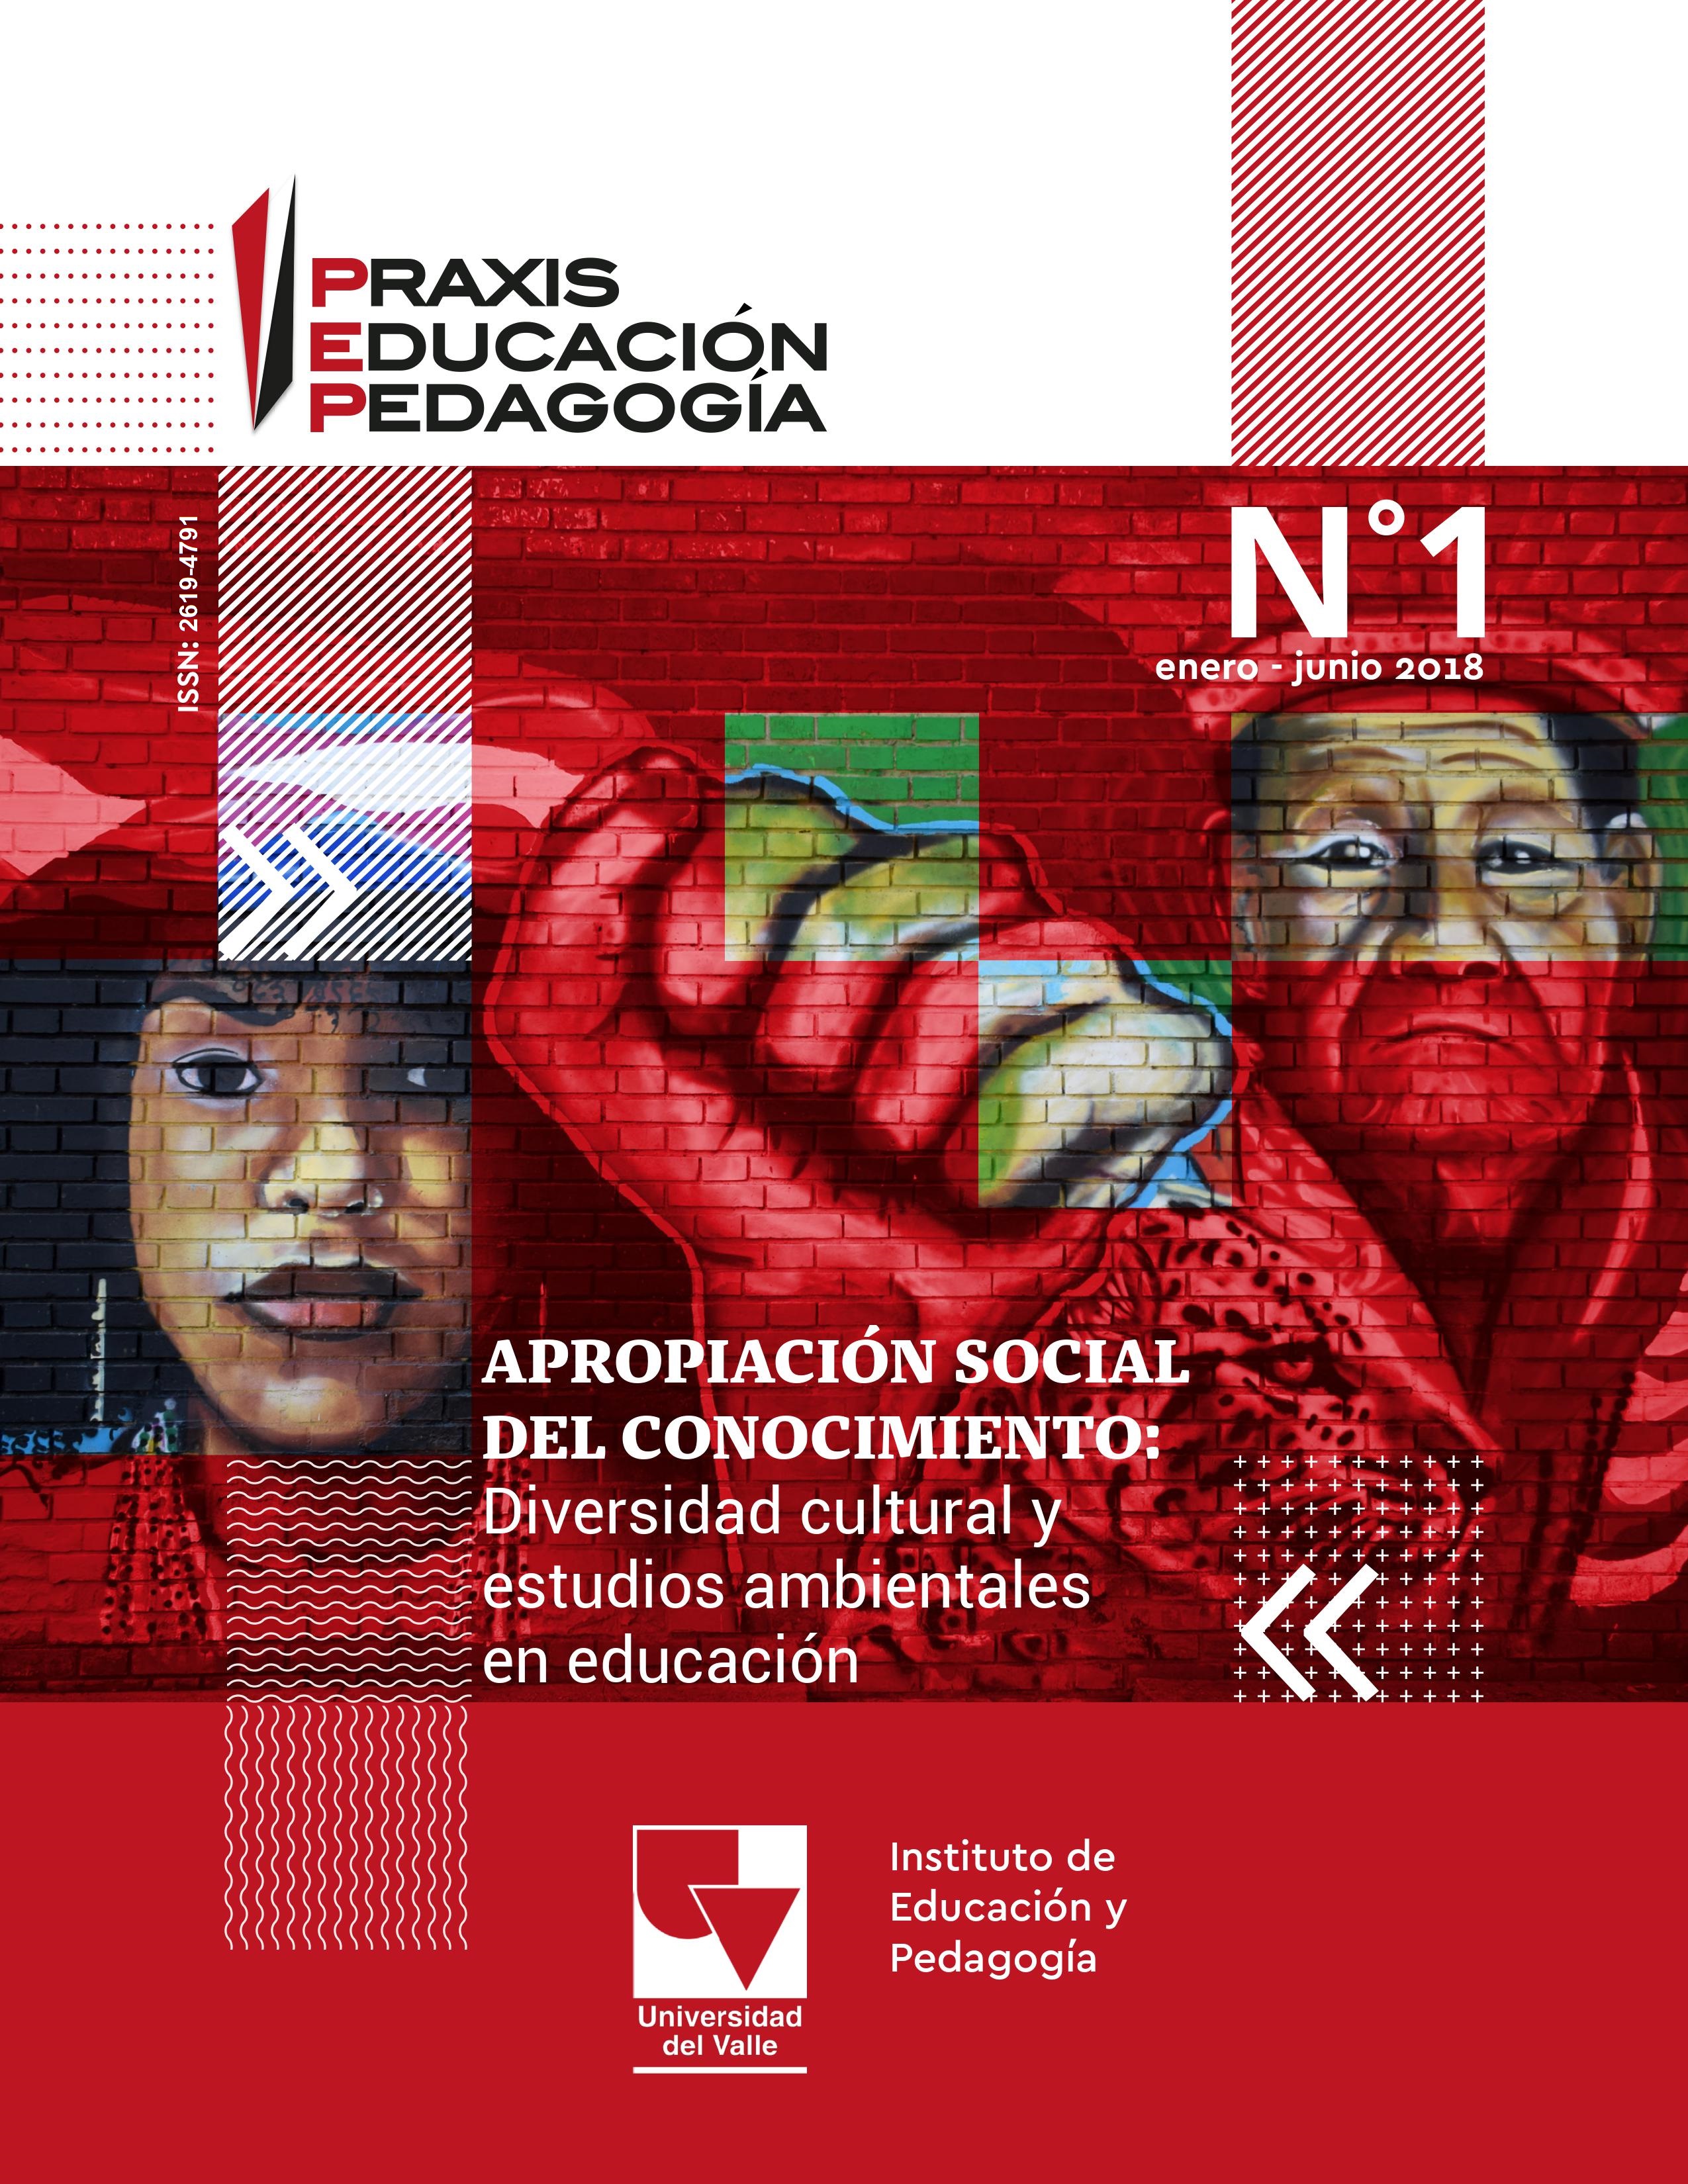 PRAXIS
EDUCACIÓN
PEDAGOGÍA
ISSN: 2619-4791
N°1
enero - junio 2018
APROPIACIÓN SOCIAL
DEL CONOCIMIENTO:
Diversidad cultural y
estudios ambientales
en educación
Universidad
del Valle
Instituto de
Educación y
Pedagogía